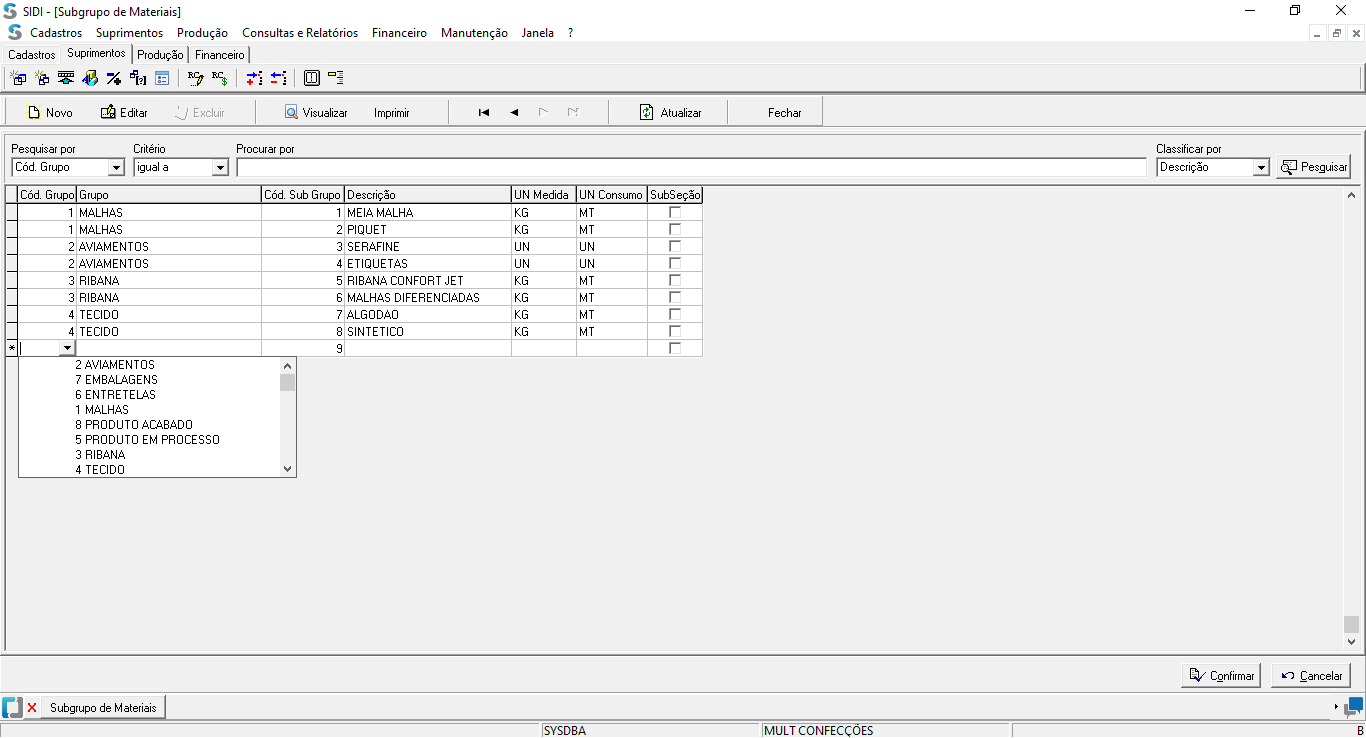 SIDI - [Subgrupo de Materiais]
Cadastros Suprimentos Produção Consultas e Relatórios Financeiro Manutenção Janela ?
Cadastros Suprimentos Produção Financeiro
Novo Editar Excluir Visualizar Imprimir Atualizar Fechar
Pesquisar por Critério Procurar por Classificar por
Cód. Grupo igual a Descrição Pesquisar
Cód. Grupo Grupo Cód. Sub Grupo Descrição UN Medida UN Consumo SubSeção
1 MALHAS 1 MEIA MALHA KG MT
1 MALHAS 2 PIQUET KG MT
2 AVIAMENTOS 3 SERAFINE UN UN
2 AVIAMENTOS 4 ETIQUETAS UN UN
3 RIBANA 5 RIBANA CONFORT JET KG MT
3 RIBANA 6 MALHAS DIFERENCIADAS KG MT
4 TECIDO 7 ALGODAO KG MT
4 TECIDO 8 SINTETICO KG MT
* 9
2 AVIAMENTOS
7 EMBALAGENS
6 ENTRETELAS
1 MALHAS
8 PRODUTO ACABADO
5 PRODUTO EM PROCESSO
3 RIBANA
4 TECIDO
Confirmar Cancelar
Subgrupo de Materiais
SYSDBA MULT CONFECÇÕES B